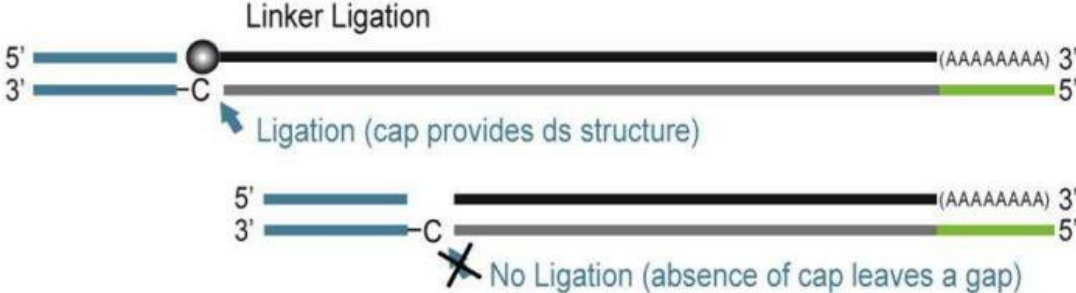 Linker Ligation
5' (AAAAAAAA) 3'
3' -C 5'
Ligation (cap provides ds structure)
5' (AAAAAAAA) 3'
3' -C 5'
No Ligation (absence of cap leaves a gap)